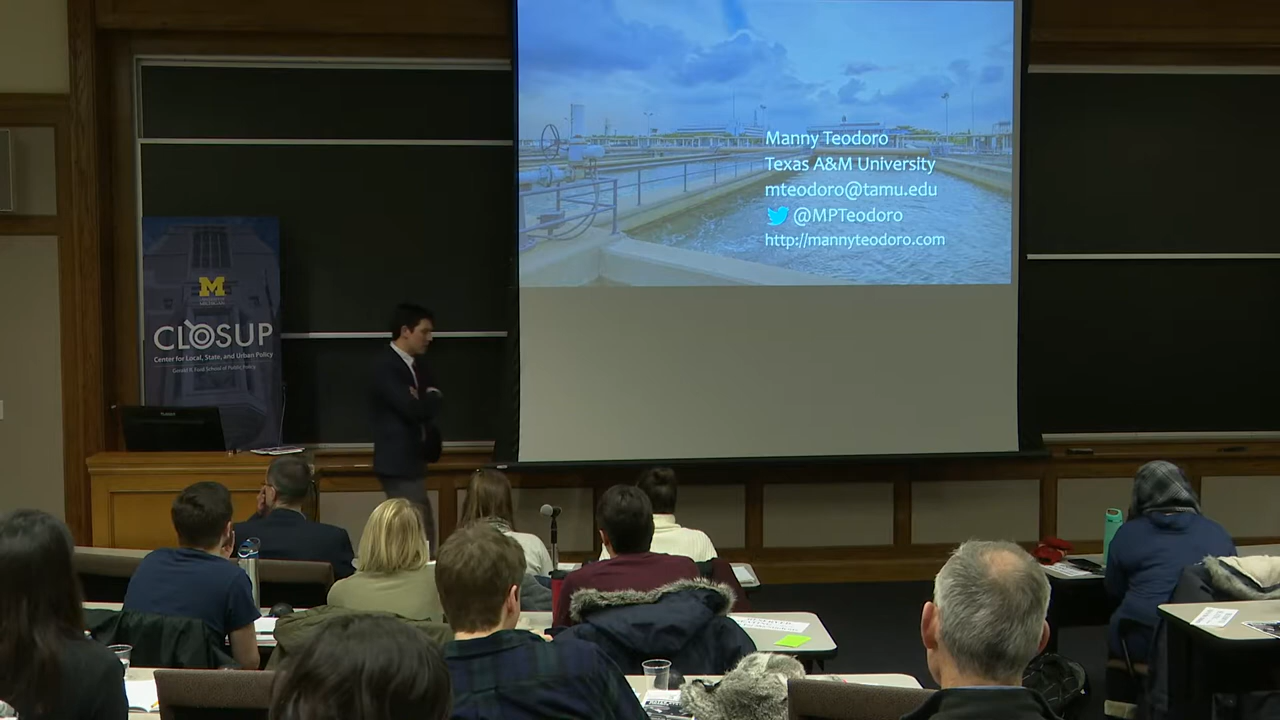 Manny Teodoro
Texas A&M University
mteodoro@tamu.edu
@MPTeodoro
http://mannyteodoro.com
M
CLOSUP
Center for Local, State, and Urban Policy
Gerald R. Ford School of Public Policy